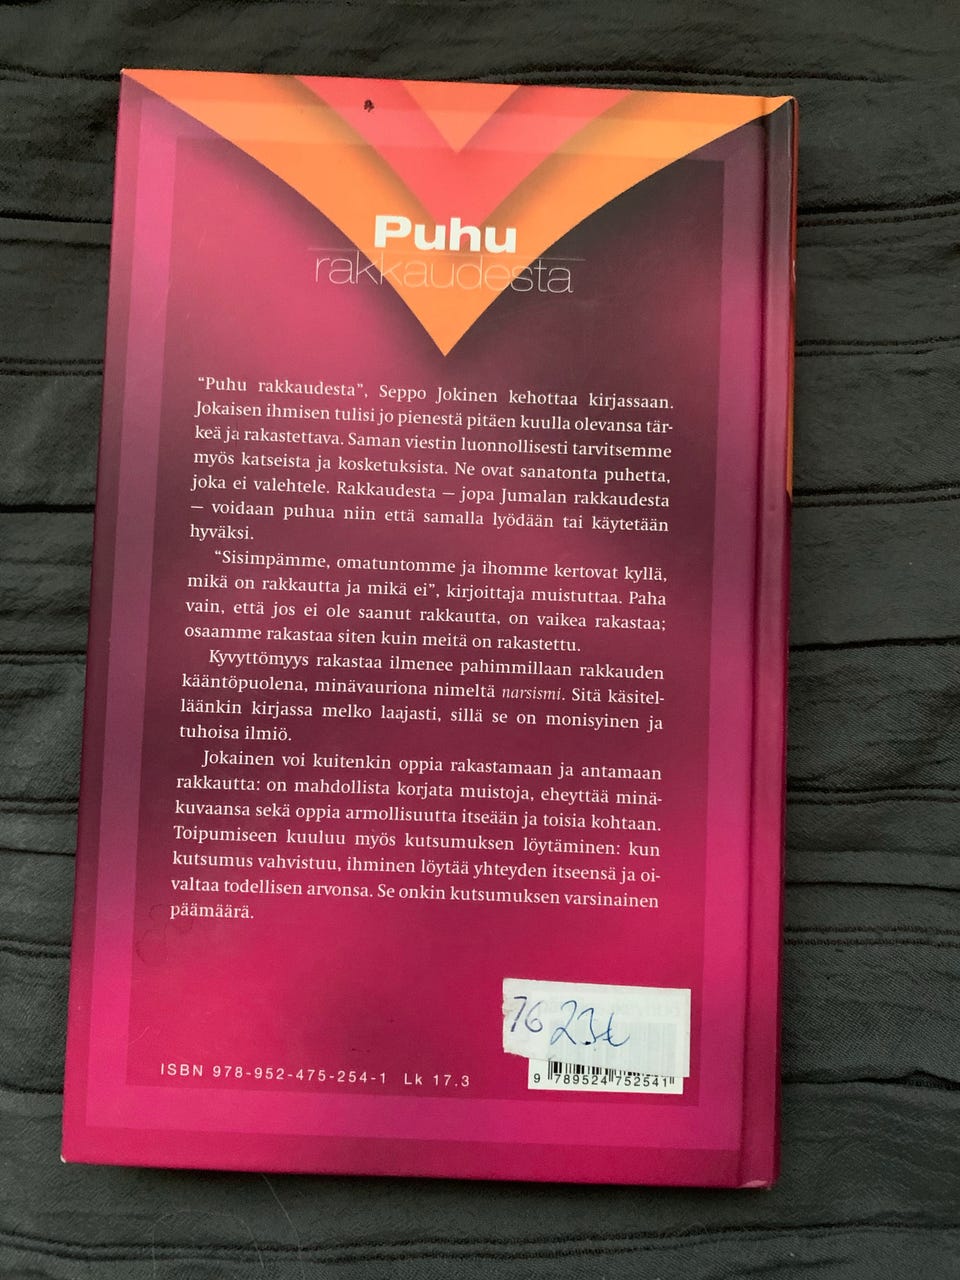 Puhu
rakkaudesta
“Puhu rakkaudesta”, Seppo Jokinen kehottaa kirjassaan.
Jokaisen ihmisen tulisi jo pienestä pitäen kuulla olevansa tär-
keä ja rakastettava. Saman viestin luonnollisesti tarvitsemme
myös katseista ja kosketuksista. Ne ovat sanatonta puhetta,
joka ei valehtele. Rakkaudesta – jopa Jumalan rakkaudesta
– voidaan puhua niin että samalla lyödään tai käytetään
hyväksi.
“Sisimpämme, omatuntomme ja ihomme kertovat kyllä,
mikä on rakkautta ja mikä ei”, kirjoittaja muistuttaa. Paha
vain, että jos ei ole saanut rakkautta, on vaikea rakastaa;
osaamme rakastaa siten kuin meitä on rakastettu.
Kyvyttömyys rakastaa ilmenee pahimmillaan rakkauden
kääntöpuolena, minävauriona nimeltä narsismi. Sitä käsitel-
läänkin kirjassa melko laajasti, sillä se on monisyinen ja
tuhoisa ilmiö.
Jokainen voi kuitenkin oppia rakastamaan ja antamaan
rakkautta: on mahdollista korjata muistoja, eheyttää minä-
kuvaansa sekä oppia armollisuutta itseään ja toisia kohtaan.
Toipumiseen kuuluu myös kutsumuksen löytäminen: kun
kutsumus vahvistuu, ihminen löytää yhteyden itseensä ja oi-
valtaa todellisen arvonsa. Se onkin kutsumuksen varsinainen
päämäärä.
76 23€
ISBN 978-952-475-254-1 Lk 17.3
9 789524 752541